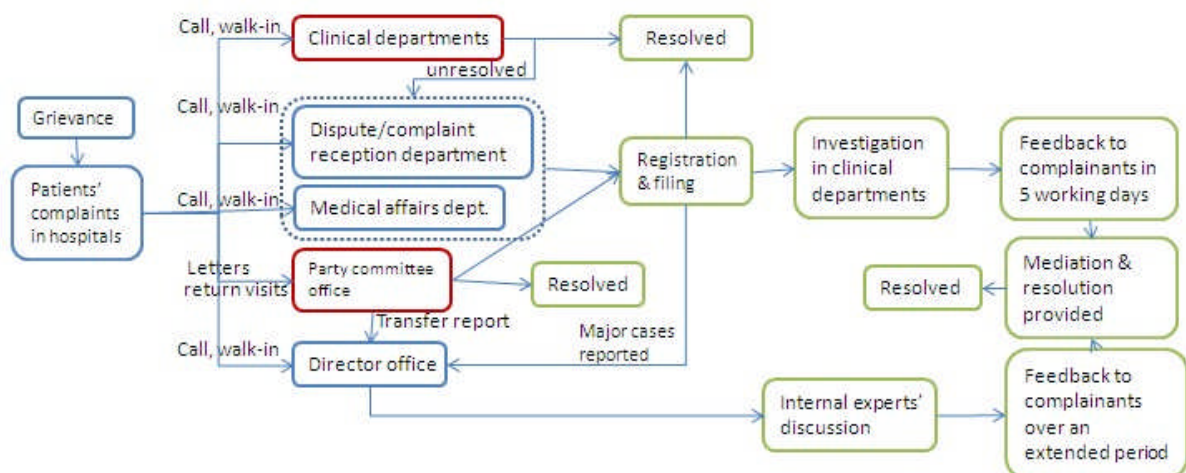 Call, walk-in
Clinical departments
Resolved
unresolved
Grievance
Call, walk-in
Dispute/complaint
reception department
Registration
& filing
Investigation
in clinical
departments
Feedback to
complainants in
5 working days
Patients’
complaints
in hospitals
Call, walk-in
Medical affairs dept.
Letters
return visits
Party committee
office
Resolved
Resolved
Mediation &
resolution
provided
Transfer report
Major cases
reported
Call, walk-in
Director office
Internal experts’
discussion
Feedback to
complainants
over an
extended period